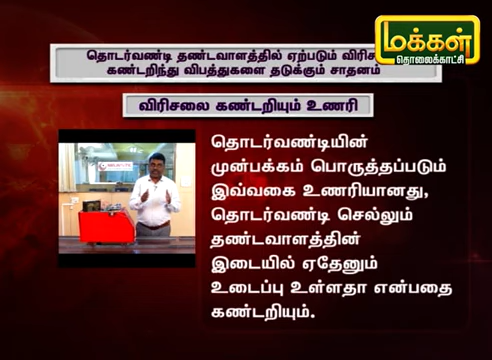 மக்கள்
தொலைக்காட்சி
தொடர்வண்டி தண்டவாளத்தில் ஏற்படும்
கண்டறிந்து விபத்துகளை தடுக்கும் சாதனம்
விரிசலை கண்டறியும் உணரி
தொடர்வண்டியின்
முன்பக்கம் பொருத்தப்படும்
இவ்வகை உணரியானது,
தொடர்வண்டி செல்லும்
தண்டவாளத்தின்
இடையில் ஏதேனும்
உடைப்பு உள்ளதா என்பதை
கண்டறியும்.